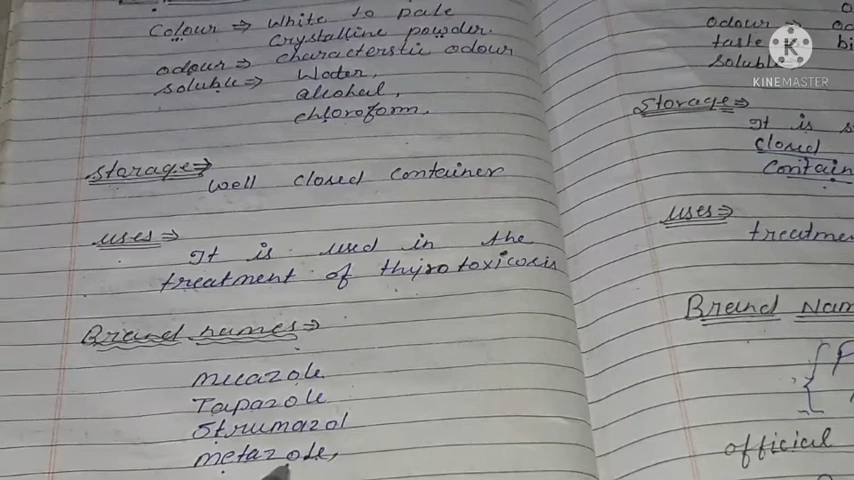 Colour ⇒ White to pale
Crystalline powder.
odour ⇒ characterstic odour
soluble ⇒ Water,
alcohal,
chloroform.
storage ⇒
well closed container
uses ⇒
It is used in the
treatment of thyrotoxicosis
Brand names ⇒
Mecazole
Tapazole
Strumazol
metazole,
odour ⇒
taste
soluble
Storage ⇒
It is
closed
contain
uses ⇒
treatme
Brand Nam
official
K
KINEMASTER